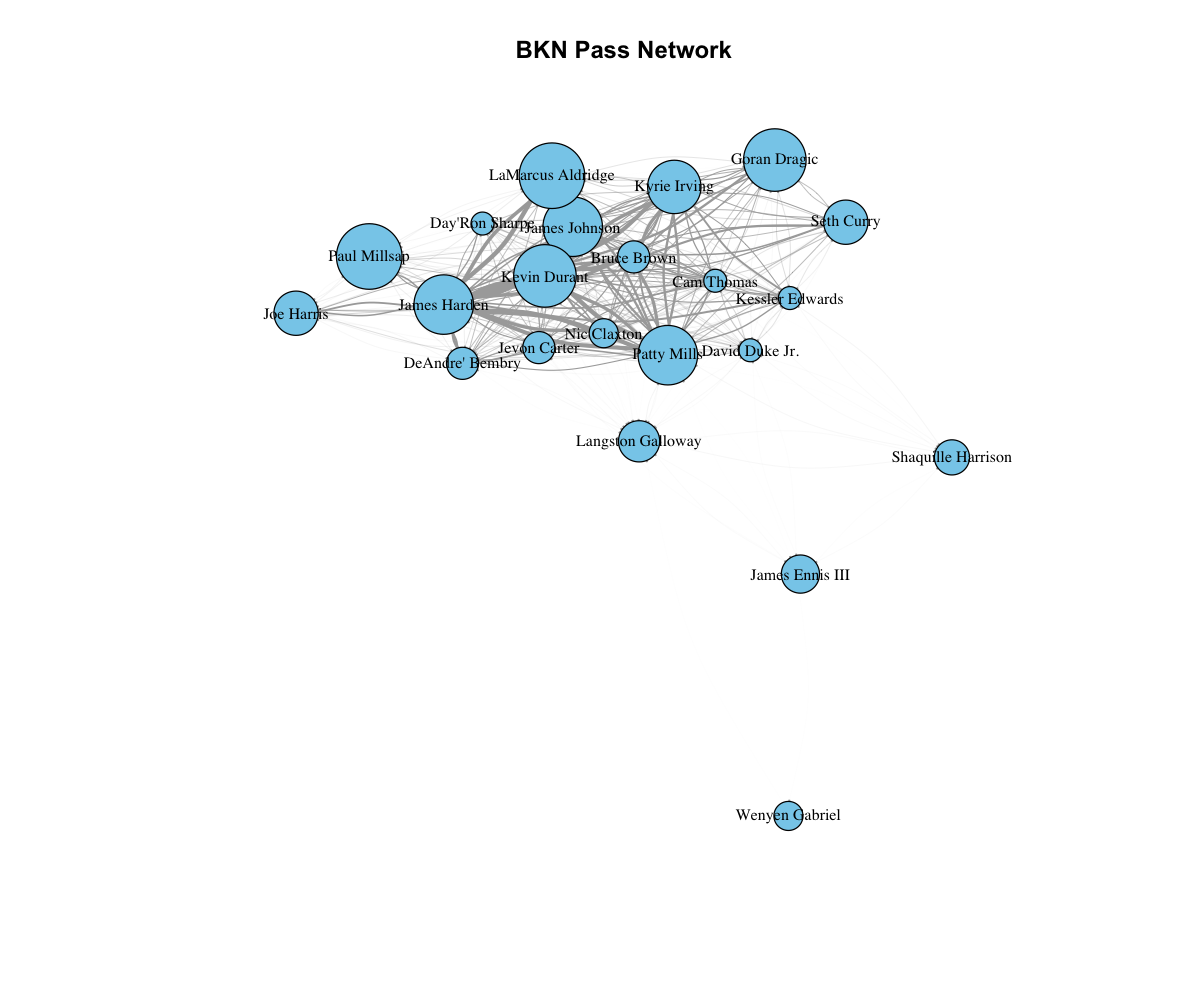 BKN Pass Network
Goran Dragic
LaMarcus Aldridge
Kyrie Irving
Seth Curry
Day'Ron Sharpe
James Johnson
Paul Millsap
Bruce Brown
Kevin Durant
Cam Thomas
Kessler Edwards
James Harden
Joe Harris
Nic Claxton
Jevon Carter
Patty Mills
David Duke Jr.
DeAndre' Bembry
Langston Galloway
Shaquille Harrison
James Ennis III
Wenyen Gabriel